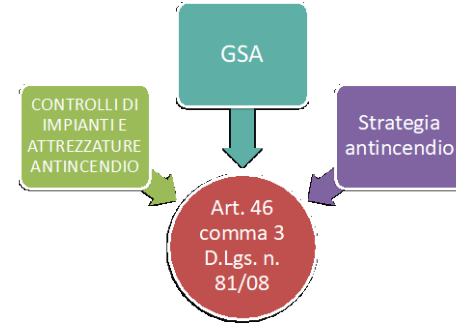 GSA
CONTROLLI DI
IMPIANTI E
ATTREZZATURE
ANTINCENDIO
Strategia
antincendio
Art. 46
comma 3
D.Lgs. n.
81/08